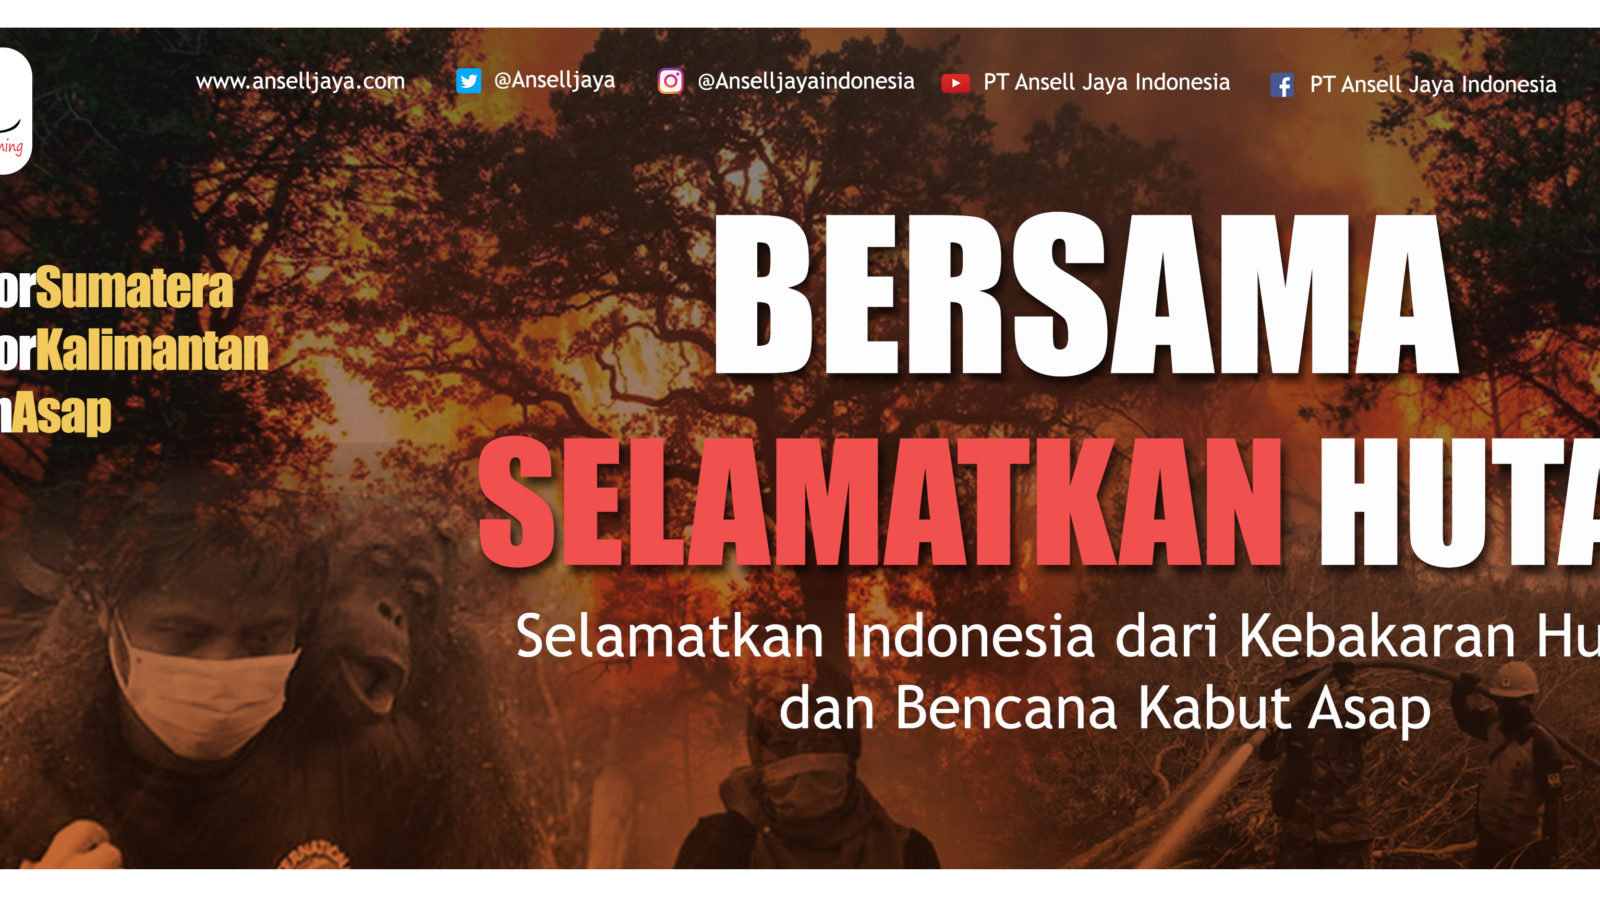 www.anselljaya.com @Anselljaya @Anselljayaindonesia PT Ansell Jaya Indonesia PT Ansell Jaya Indonesia
orSumatera
orKalimantan
nAsap
BERSAMA
SELAMATKAN HUTA
Selamatkan Indonesia dari Kebakaran Hu
dan Bencana Kabut Asap